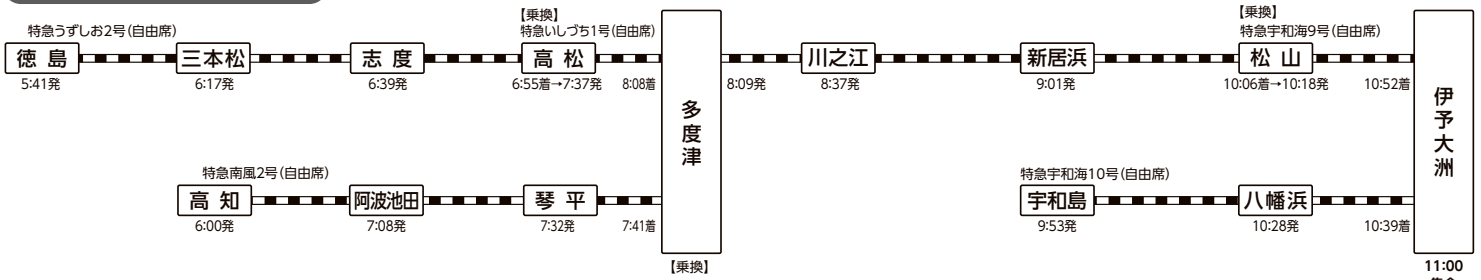 【乗換】
特急うずしお2号(自由席)
特急いしづち1号(自由席)
徳島
三本松
志度
高松
5:41発
6:17発
6:39発
6:55着→7:37発
8:08着
多度津
8:09発
川之江
8:37発
新居浜
9:01発
【乗換】
特急宇和海9号(自由席)
松山
10:06着→10:18発
10:52着
伊予大洲
特急南風2号(自由席)
高知
阿波池田
琴平
6:00発
7:08発
7:32発
7:41着
【乗換】
特急宇和海10号(自由席)
宇和島
八幡浜
9:53発
10:28発
10:39着
11:00